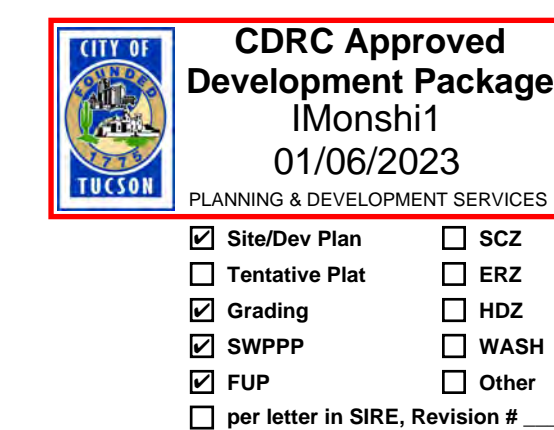 CITY OF
FOUNDED
1775
TUCSON
CDRC Approved
Development Package
IMonshi1
01/06/2023
PLANNING & DEVELOPMENT SERVICES
✔ Site/Dev Plan ☐ SCZ
☐ Tentative Plat ☐ ERZ
✔ Grading ☐ HDZ
✔ SWPPP ☐ WASH
✔ FUP ☐ Other
☐ per letter in SIRE, Revision # ___